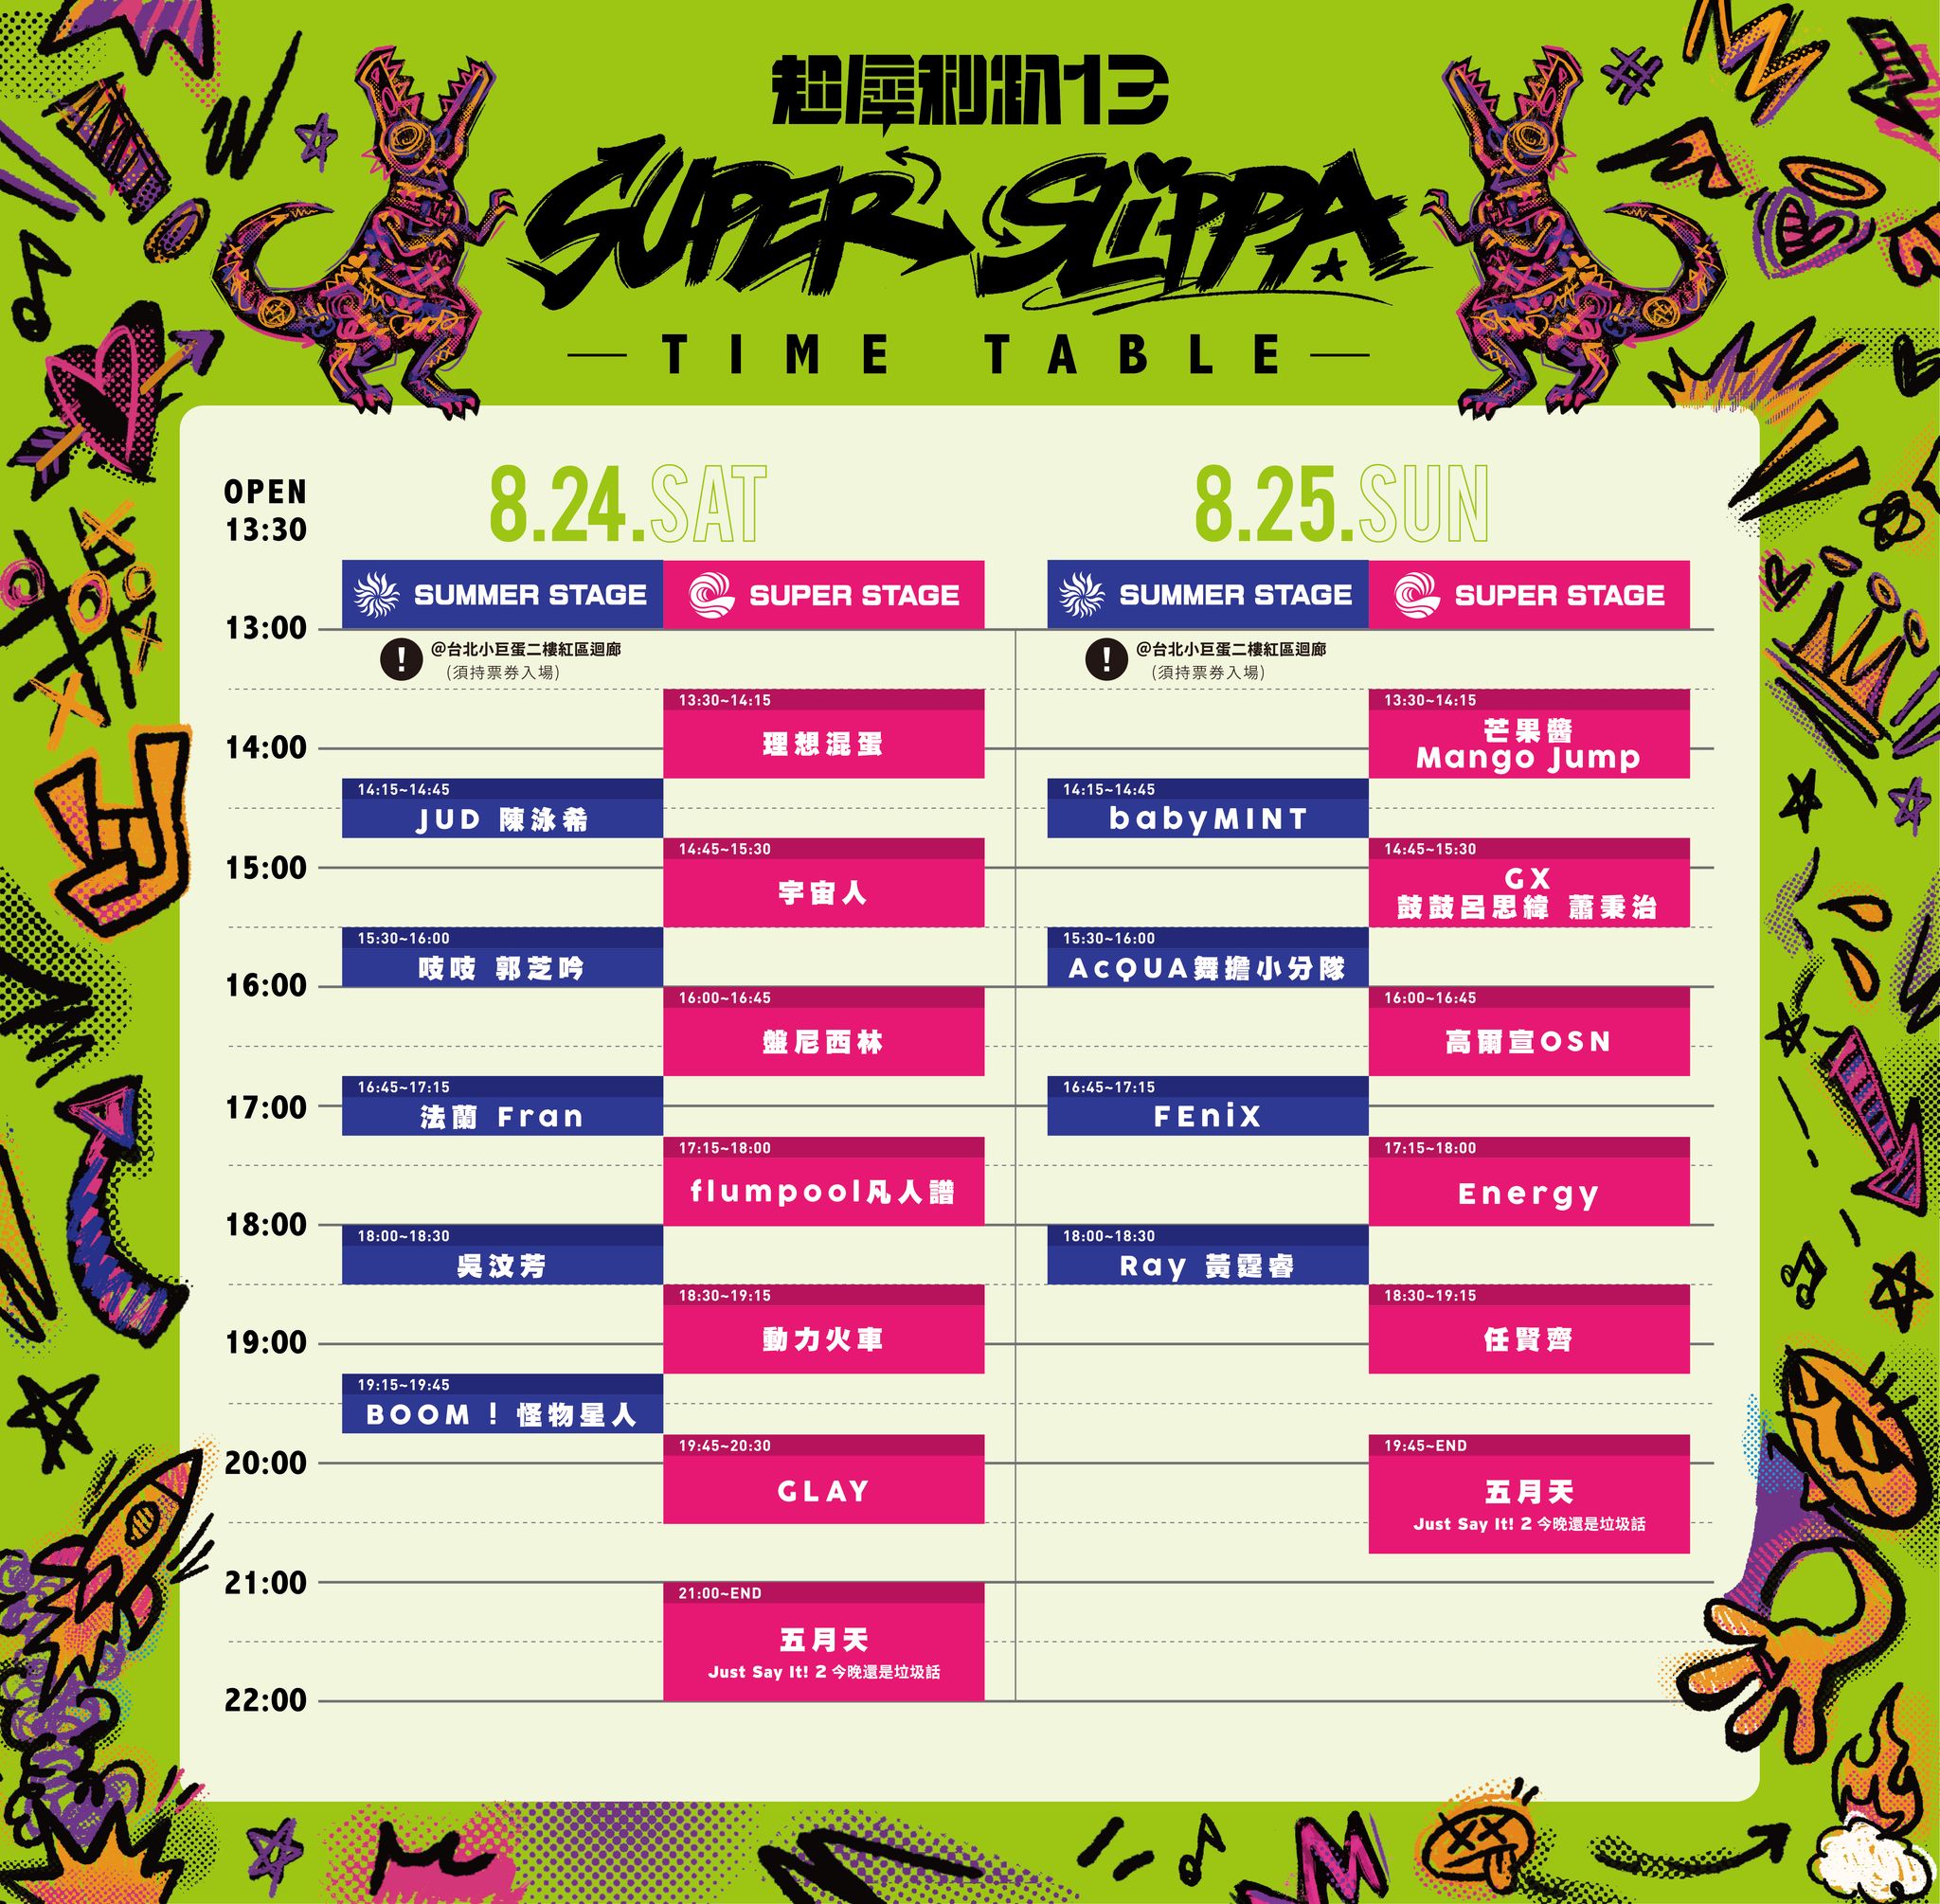 超犀利趴13
SUPER SLiPPA
TIME TABLE
OPEN
13:30
8.24.SAT
8.25.SUN
SUMMER STAGE
SUPER STAGE
SUMMER STAGE
SUPER STAGE
13:00
@台北小巨蛋二樓紅區迴廊
(須持票券入場)
@台北小巨蛋二樓紅區迴廊
(須持票券入場)
13:30~14:15
理想混蛋
13:30~14:15
芒果醬
Mango Jump
14:00
14:15~14:45
JUD 陳泳希
14:15~14:45
babyMINT
14:45~15:30
宇宙人
14:45~15:30
GX
鼓鼓呂思緯 蕭秉治
15:00
15:30~16:00
吱吱 郭芝吟
15:30~16:00
AcQUA舞擔小分隊
16:00
16:00~16:45
盤尼西林
16:00~16:45
高爾宣OSN
16:45~17:15
法蘭 Fran
16:45~17:15
FEniX
17:00
17:15~18:00
flumpool凡人譜
17:15~18:00
Energy
18:00
18:00~18:30
吳汶芳
18:00~18:30
Ray 黃霆睿
18:30~19:15
動力火車
18:30~19:15
任賢齊
19:00
19:15~19:45
BOOM！怪物星人
19:45~20:30
GLAY
19:45~END
五月天
Just Say It! 2 今晚還是垃圾話
20:00
21:00
21:00~END
五月天
Just Say It! 2 今晚還是垃圾話
22:00